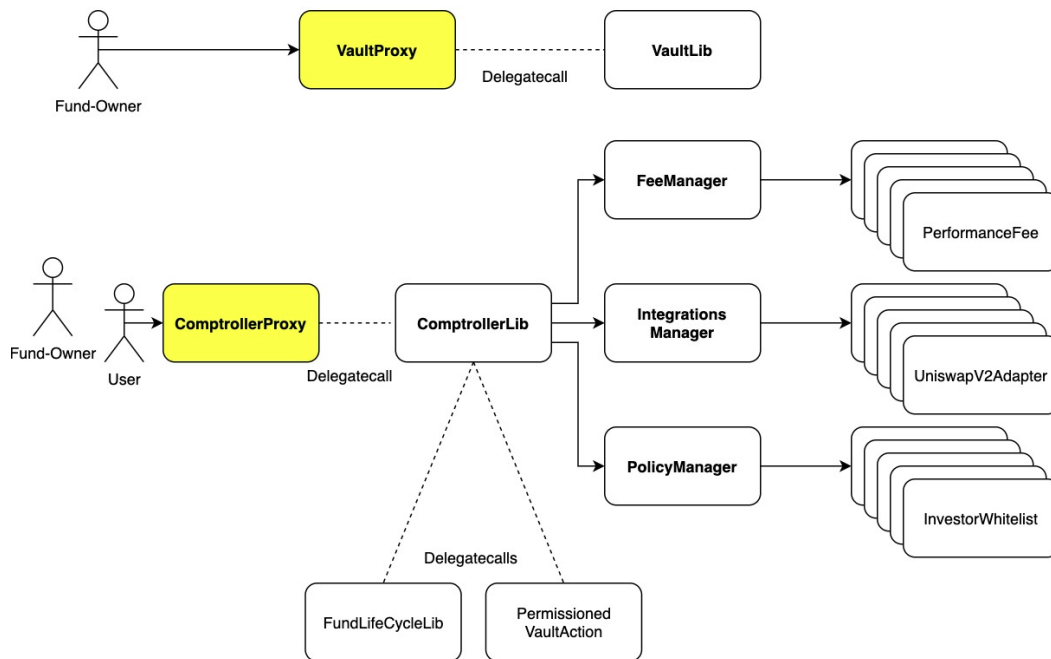 VaultProxy
VaultLib
Delegatecall
Fund-Owner
FeeManager
PerformanceFee
ComptrollerProxy
ComptrollerLib
Integrations
Manager
Fund-Owner
User
Delegatecall
UniswapV2Adapter
PolicyManager
InvestorWhitelist
Delegatecalls
FundLifeCycleLib
Permissioned
VaultAction